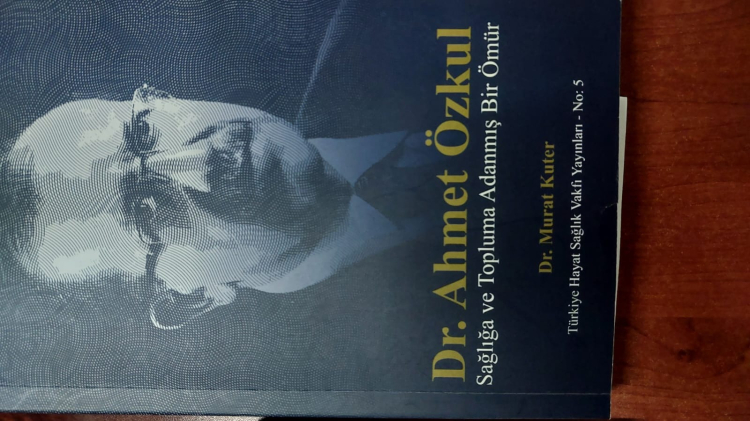 Dr. Ahmet Özkul
Sağlığa ve Topluma Adanmış Bir Ömür
Dr. Murat Kuter
Türkiye Hayat Sağlık Vakfı Yayınları - No: 5